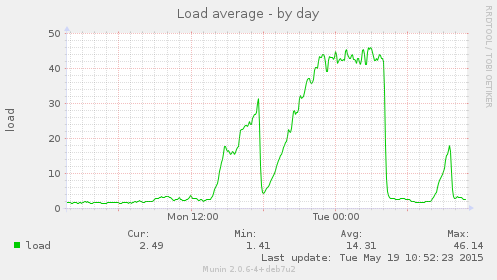 Load average - by day
RRDTOOL / TOBI OETIKER
load
50
40
30
20
10
0
Mon 12:00 Tue 00:00
Cur: Min: Avg: Max:
load 2.49 1.41 14.31 46.14
Last update: Tue May 19 10:52:23 2015
Munin 2.0.6-4+deb7u2